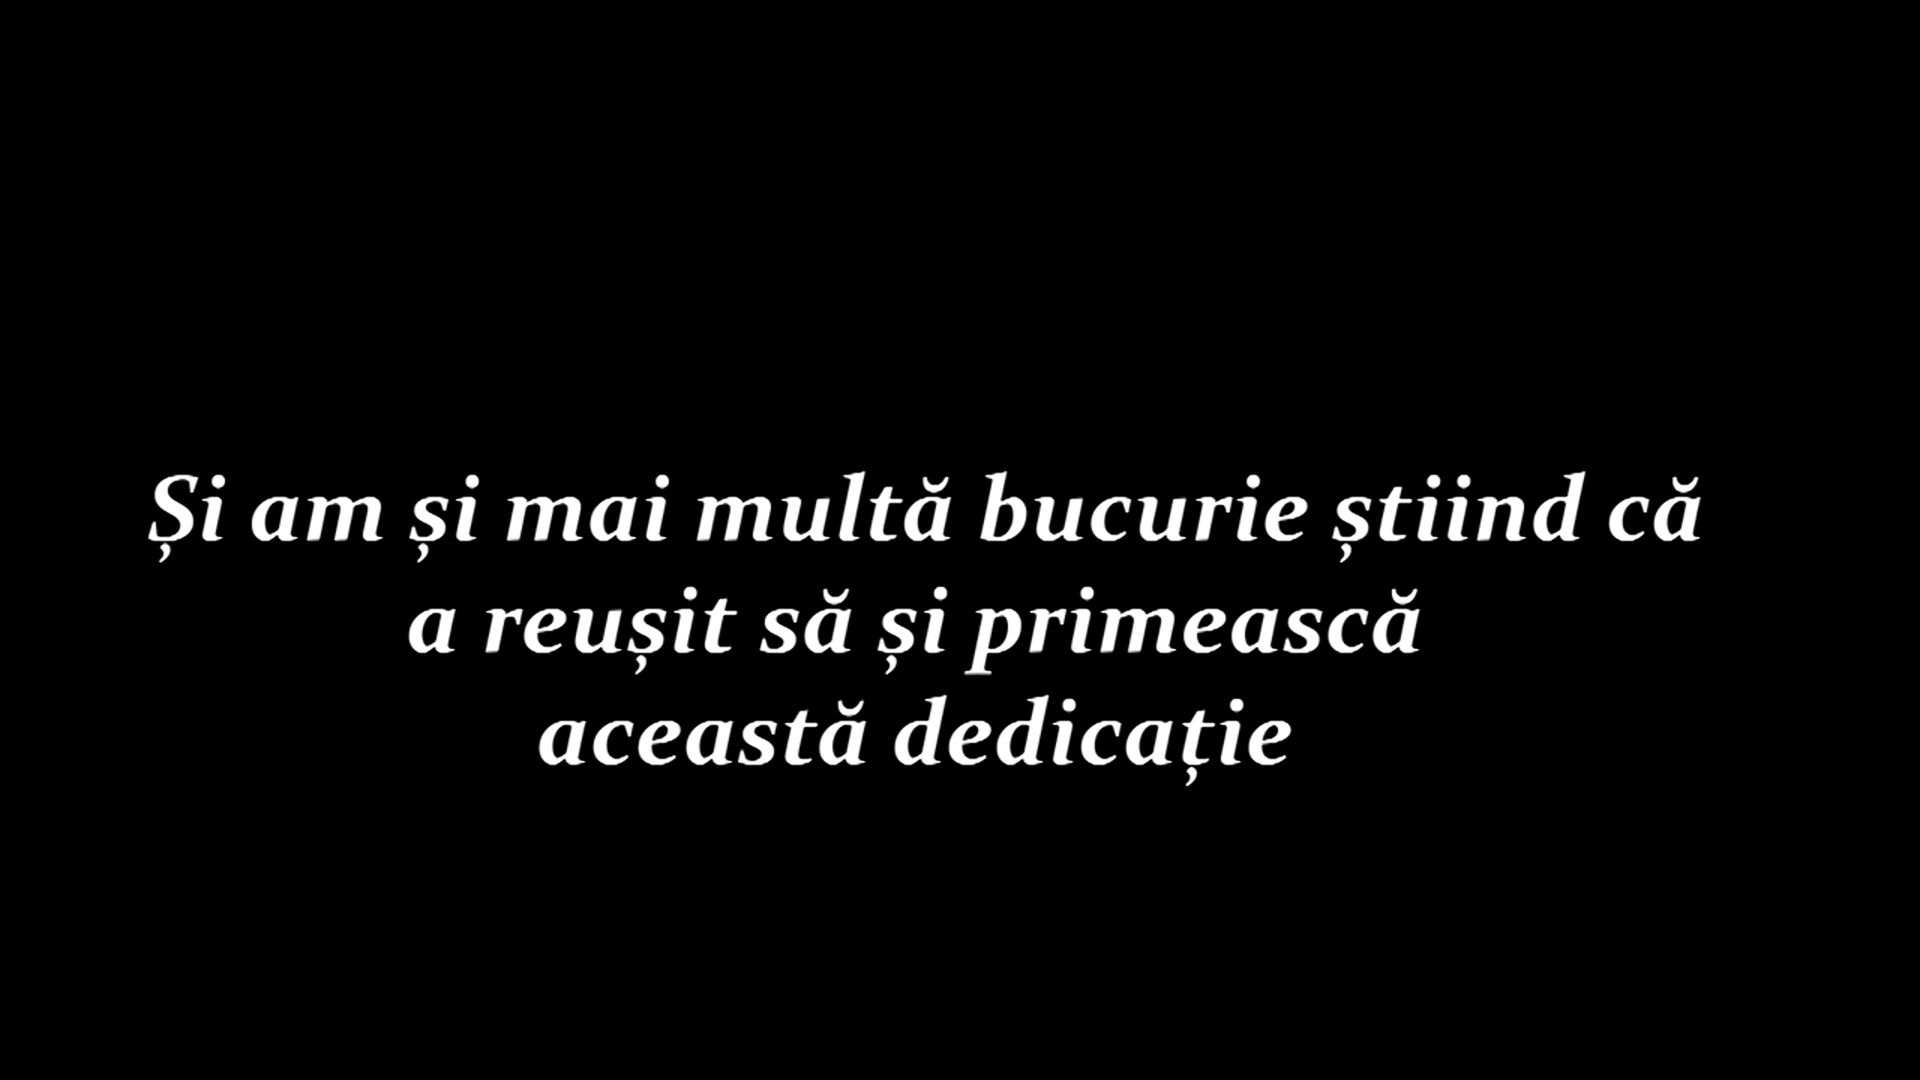 Și am și mai multă bucurie știind că
a reușit să și primească
această dedicație